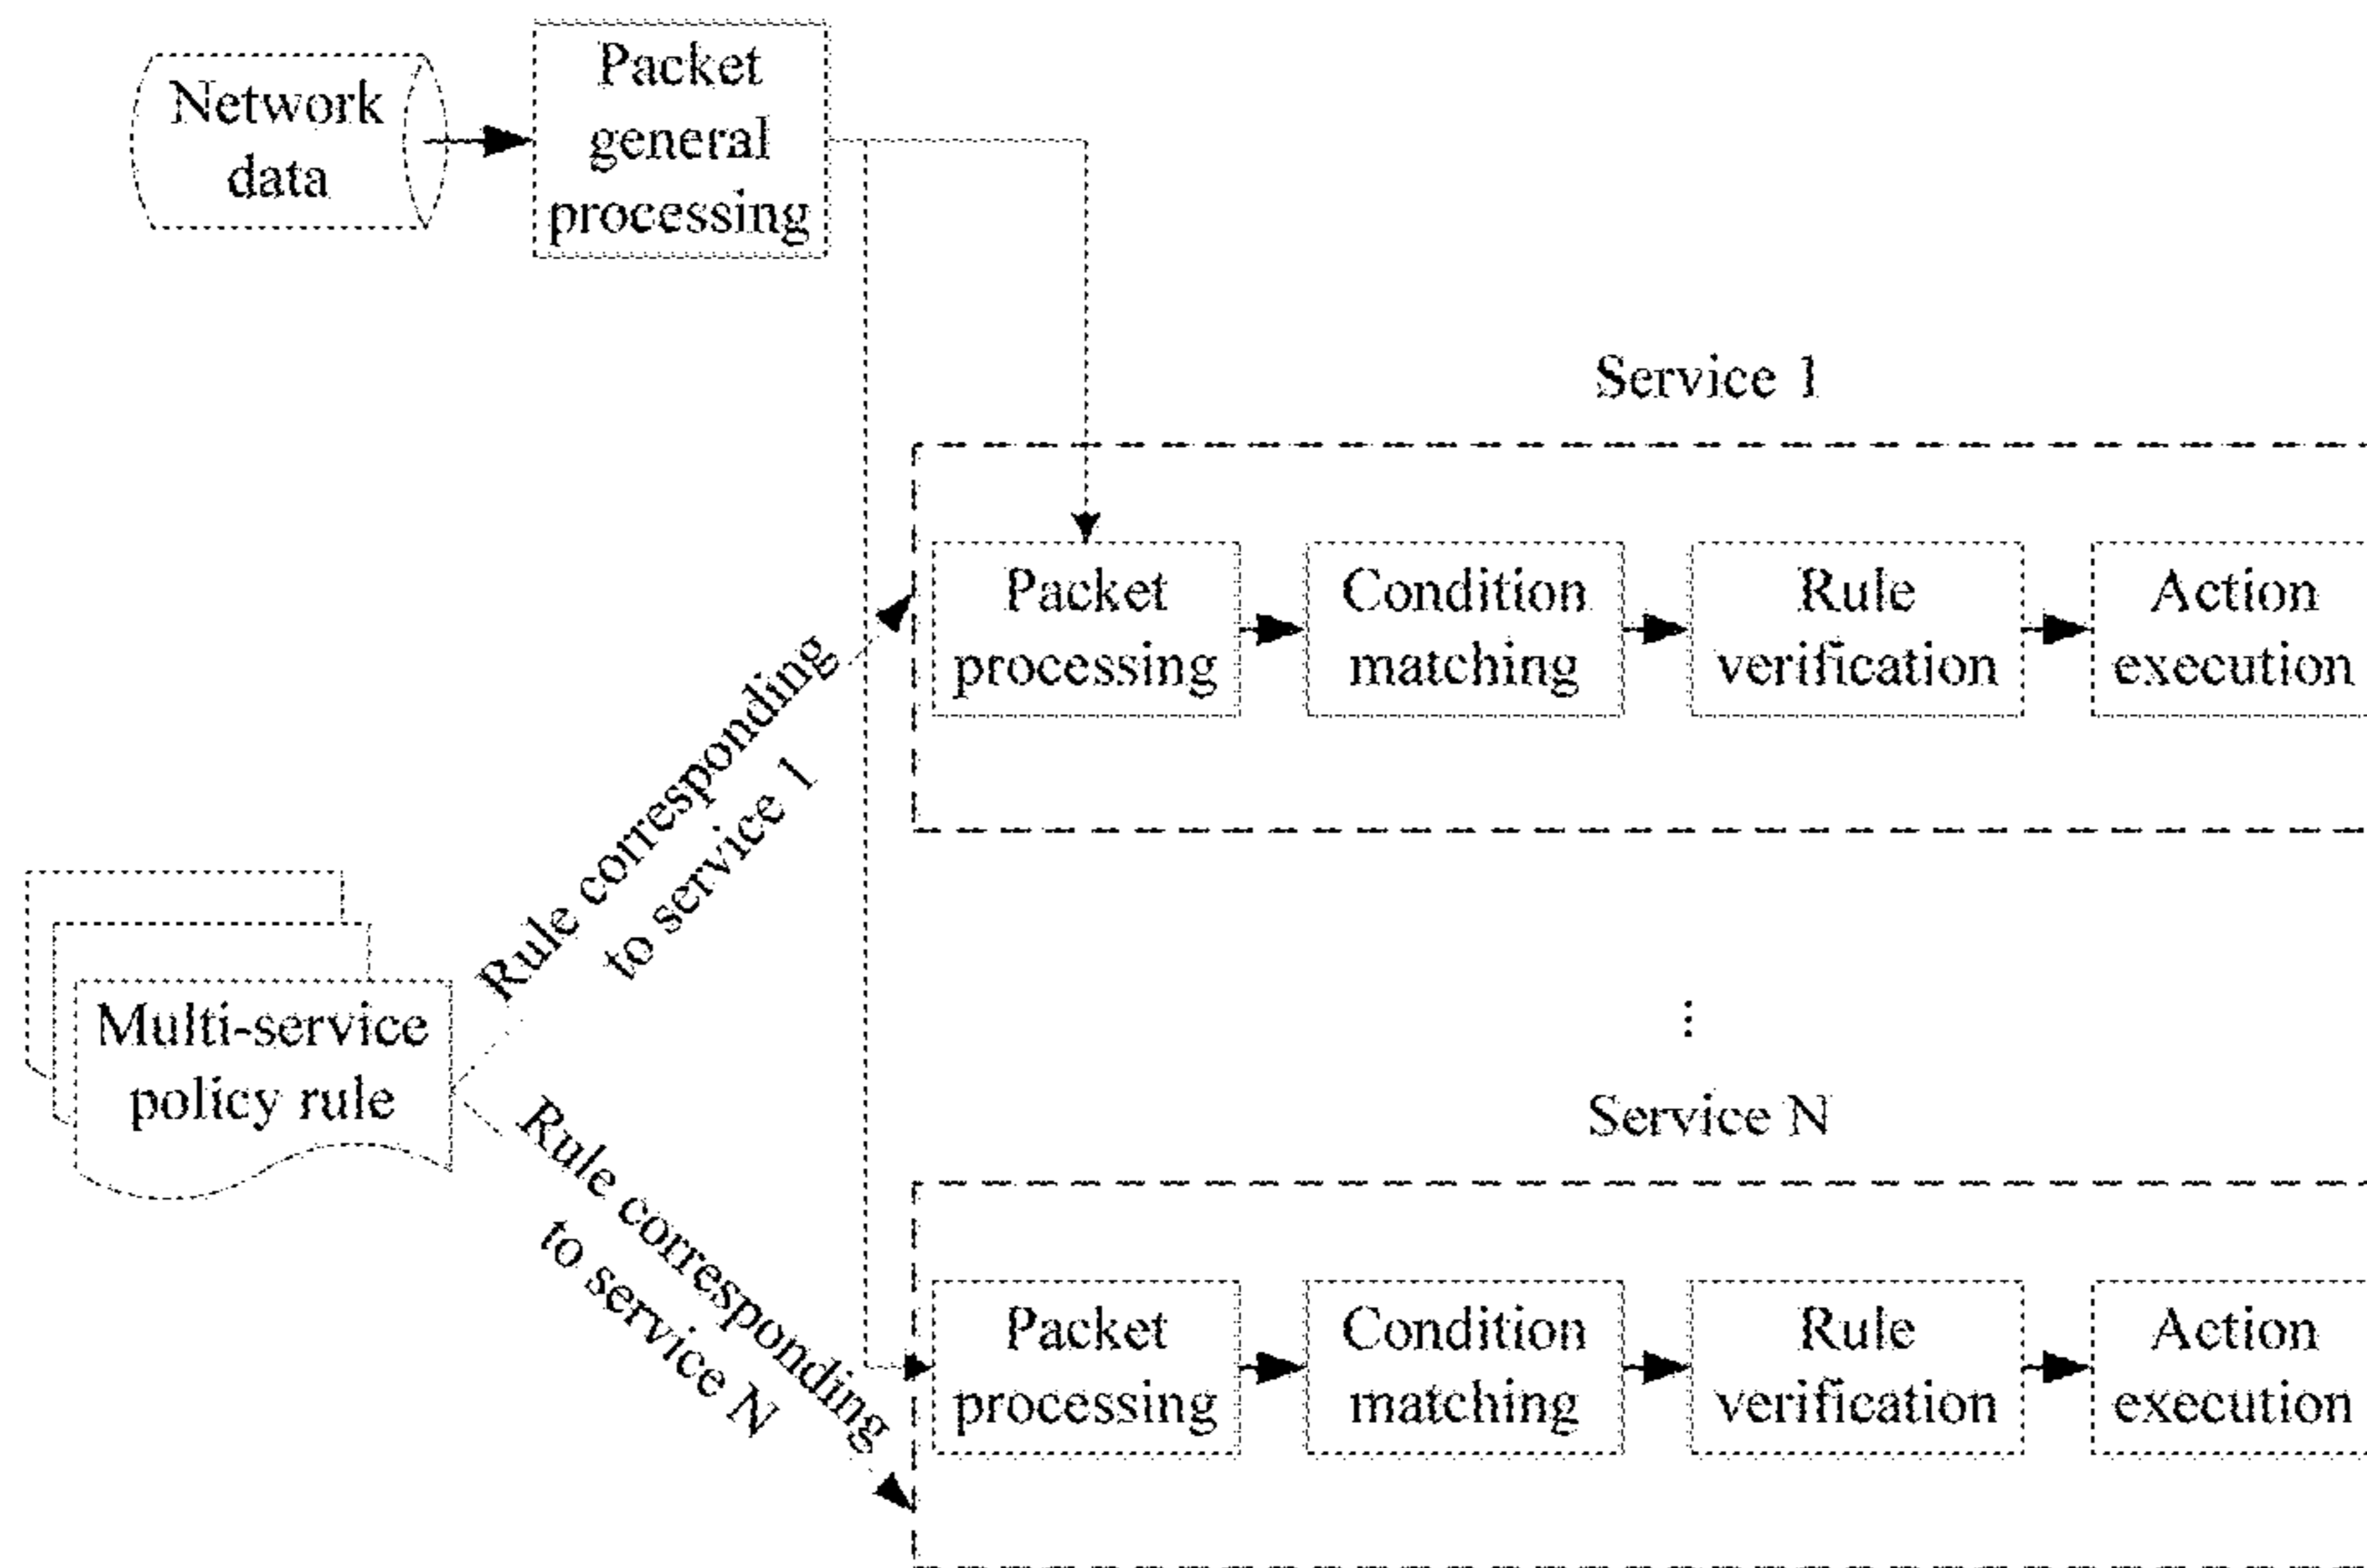 Network
data
Packet
general
processing
Service 1
Packet
processing
Condition
matching
Rule
verification
Action
execution
Rule corresponding
to service 1
Multi-service
policy rule
Rule corresponding
to service N
⋮
Service N
Packet
processing
Condition
matching
Rule
verification
Action
execution